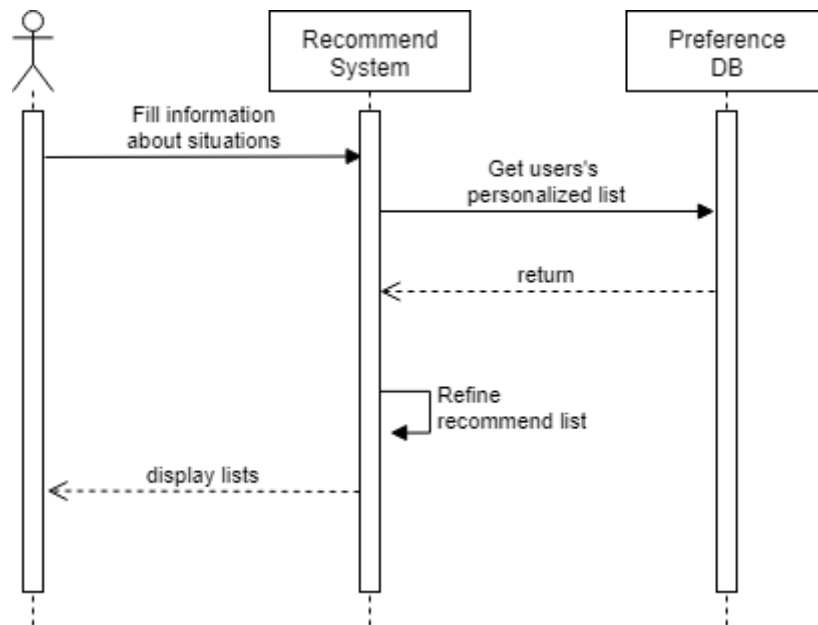 Recommend
System
Preference
DB
Fill information
about situations
Get users's
personalized list
return
Refine
recommend list
display lists